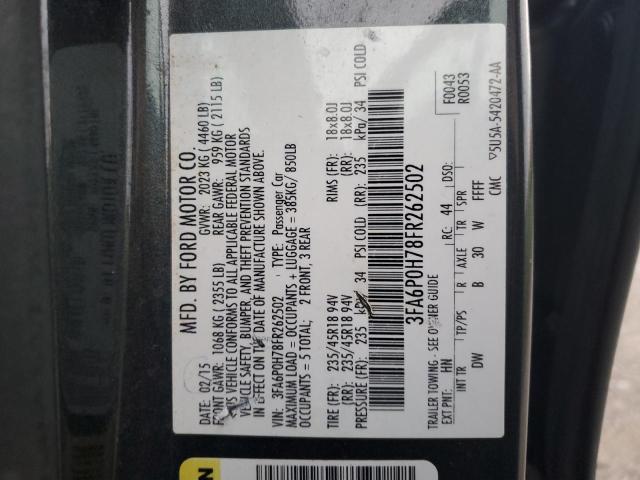 MFD. BY FORD MOTOR CO.
DATE: 02/15 GVWR: 2023 KG ( 4460 LB)
FRONT GAWR: 1068 KG ( 2355 LB) REAR GAWR: 959 KG ( 2115 LB)
THIS VEHICLE CONFORMS TO ALL APPLICABLE FEDERAL MOTOR
VEHICLE SAFETY, BUMPER, AND THEFT PREVENTION STANDARDS
IN EFFECT ON THE DATE OF MANUFACTURE SHOWN ABOVE.
VIN: 3FA6P0H78FR262502 TYPE: Passenger Car
MAXIMUM LOAD = OCCUPANTS + LUGGAGE = 385KG/ 850LB
OCCUPANTS = 5 TOTAL: 2 FRONT, 3 REAR
TIRE (FR): 235/45R18 94V RIMS (FR): 18x8.0J
(RR): 235/45R18 94V (RR): 18x8.0J
PRESSURE (FR): 235 kPa/ 34 PSI COLD (RR): 235 kPa/ 34 PSI COLD
3FA6P0H78FR262502
TRAILER TOWING - SEE OWNER GUIDE F0043
EXT PNT: HN RC: 44 DSO: R0053
INT TR TP/PS R AXLE TR SPR
DW B 30 W FFFF
CMC ▽5U5A-5420472-AA